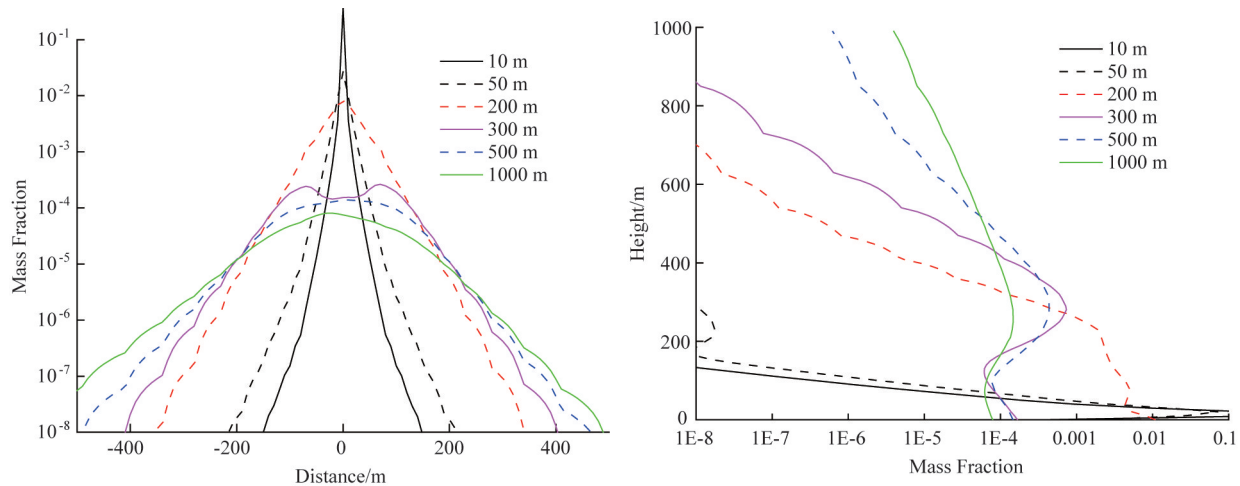 10⁻¹
10⁻²
10⁻³
10⁻⁴
10⁻⁵
10⁻⁶
10⁻⁷
10⁻⁸
Mass Fraction
-400
-200
0
200
400
Distance/m
10 m
50 m
200 m
300 m
500 m
1000 m
1000
800
600
400
200
0
Height/m
1E-8
1E-7
1E-6
1E-5
1E-4
0.001
0.01
0.1
Mass Fraction
10 m
50 m
200 m
300 m
500 m
1000 m